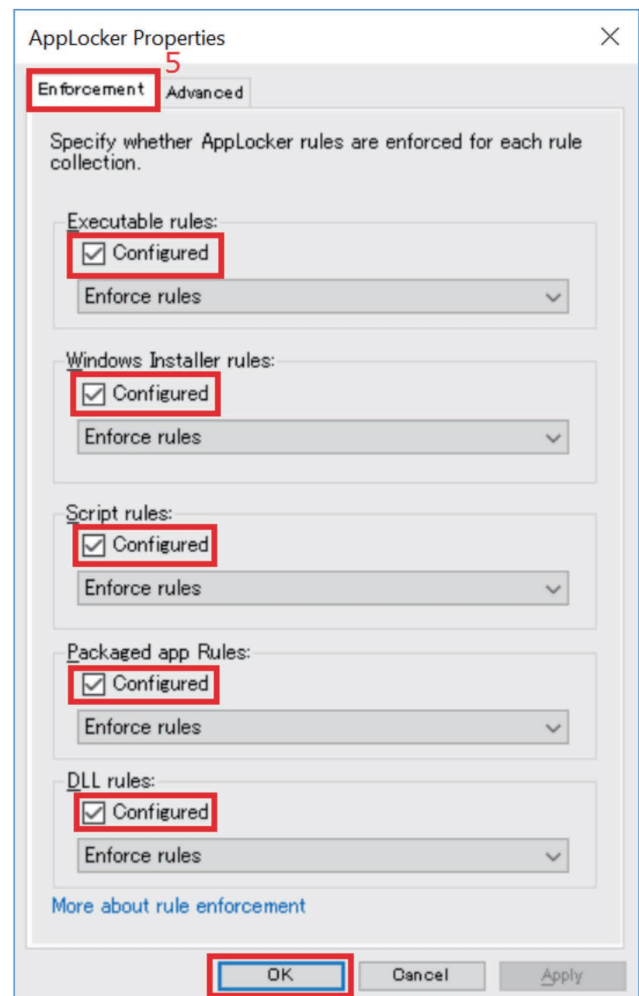 AppLocker Properties
5
Enforcement Advanced
Specify whether AppLocker rules are enforced for each rule
collection.
Executable rules:
Configured
Enforce rules
Windows Installer rules:
Configured
Enforce rules
Script rules:
Configured
Enforce rules
Packaged app Rules:
Configured
Enforce rules
DLL rules:
Configured
Enforce rules
More about rule enforcement
OK Cancel Apply